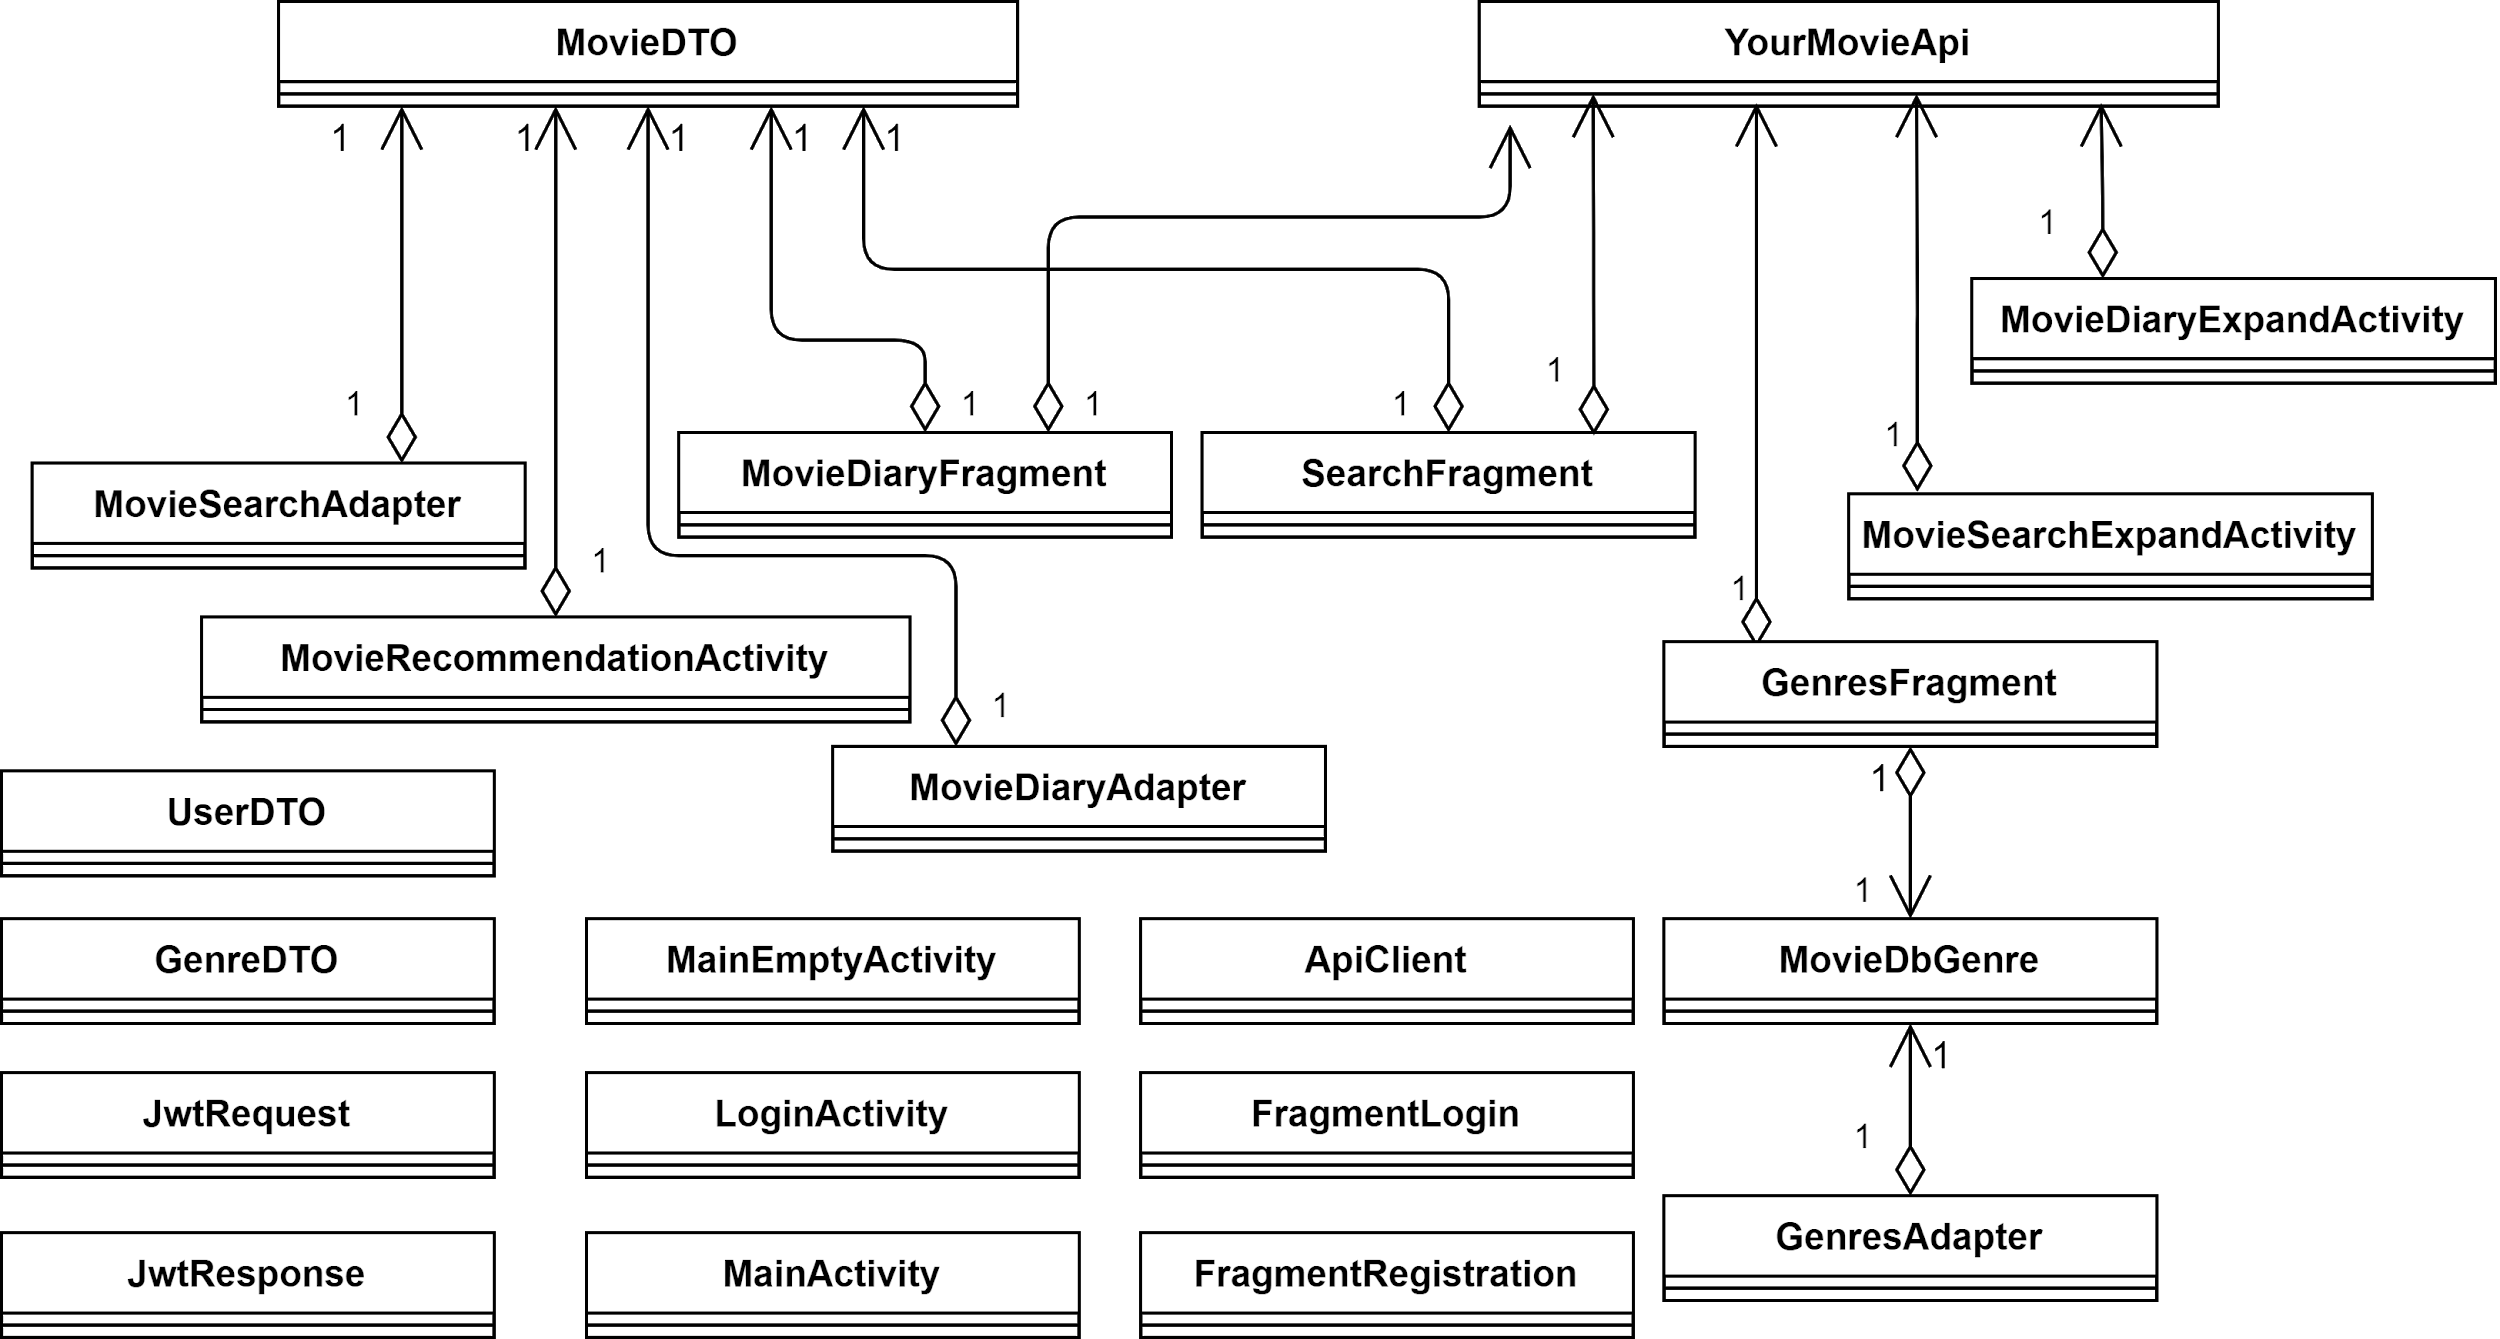 MovieDTO
YourMovieApi
1
1
1
1
1
1
MovieDiaryExpandActivity
1
1
1
1
1
1
MovieDiaryFragment
SearchFragment
MovieSearchAdapter
MovieSearchExpandActivity
1
1
MovieRecommendationActivity
GenresFragment
1
1
MovieDiaryAdapter
UserDTO
1
GenreDTO
MainEmptyActivity
ApiClient
MovieDbGenre
1
JwtRequest
LoginActivity
FragmentLogin
1
GenresAdapter
JwtResponse
MainActivity
FragmentRegistration